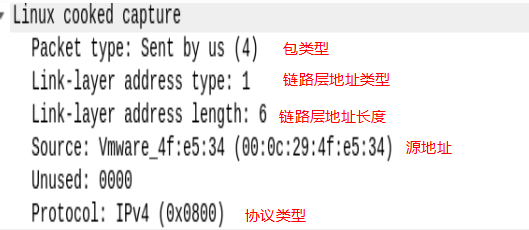 Linux cooked capture
Packet type: Sent by us (4) 包类型
Link-layer address type: 1 链路层地址类型
Link-layer address length: 6 链路层地址长度
Source: Vmware_4f:e5:34 (00:0c:29:4f:e5:34) 源地址
Unused: 0000
Protocol: IPv4 (0x0800) 协议类型